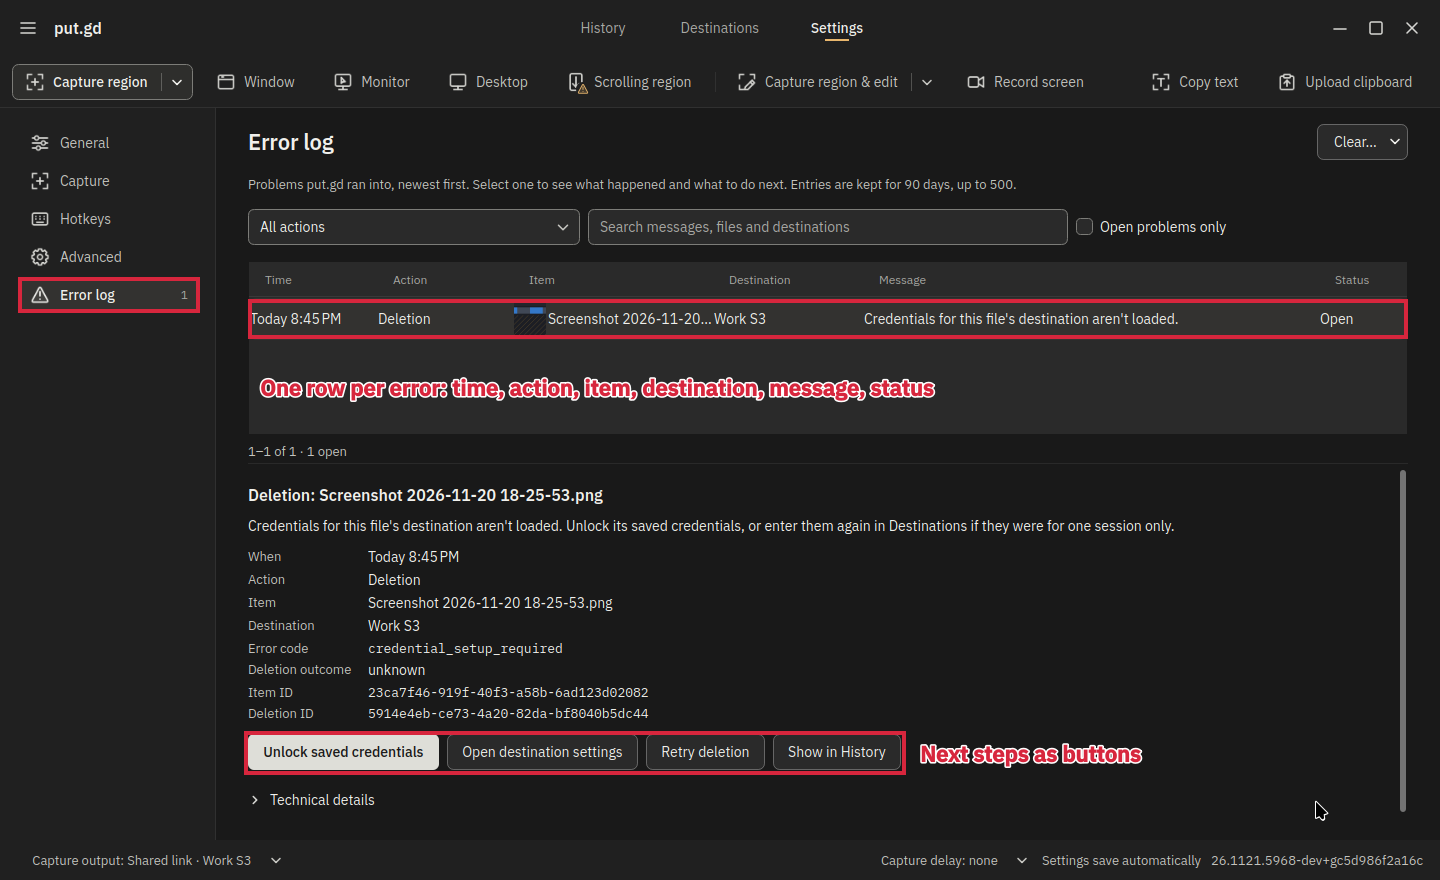 put.gd
History
Destinations
Settings
Capture region
Window
Monitor
Desktop
Scrolling region
Capture region & edit
Record screen
Copy text
Upload clipboard
General
Capture
Hotkeys
Advanced
Error log 1
Error log
Clear...
Problems put.gd ran into, newest first. Select one to see what happened and what to do next. Entries are kept for 90 days, up to 500.
All actions
Search messages, files and destinations
Open problems only
Time Action Item Destination Message Status
Today 8:45 PM Deletion Screenshot 2026-11-20... Work S3 Credentials for this file's destination aren't loaded. Open
One row per error: time, action, item, destination, message, status
1–1 of 1 · 1 open
Deletion: Screenshot 2026-11-20 18-25-53.png
Credentials for this file's destination aren't loaded. Unlock its saved credentials, or enter them again in Destinations if they were for one session only.
When Today 8:45 PM
Action Deletion
Item Screenshot 2026-11-20 18-25-53.png
Destination Work S3
Error code credential_setup_required
Deletion outcome unknown
Item ID 23ca7f46-919f-40f3-a58b-6ad123d02082
Deletion ID 5914e4eb-ce73-4a20-82da-bf8040b5dc44
Unlock saved credentials
Open destination settings
Retry deletion
Show in History
Next steps as buttons
Technical details
Capture output: Shared link · Work S3
Capture delay: none
Settings save automatically
26.1121.5968-dev+gc5d986f2a16c